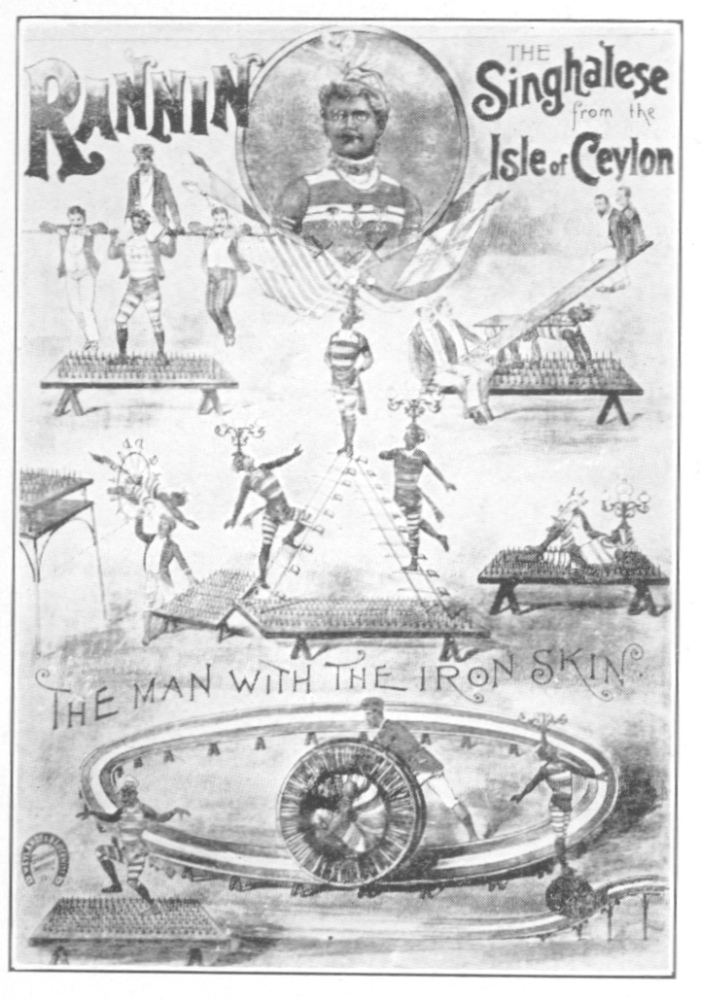 RANNIN
THE
Singhalese
from the
Isle of Ceylon
THE MAN WITH THE IRON SKIN.